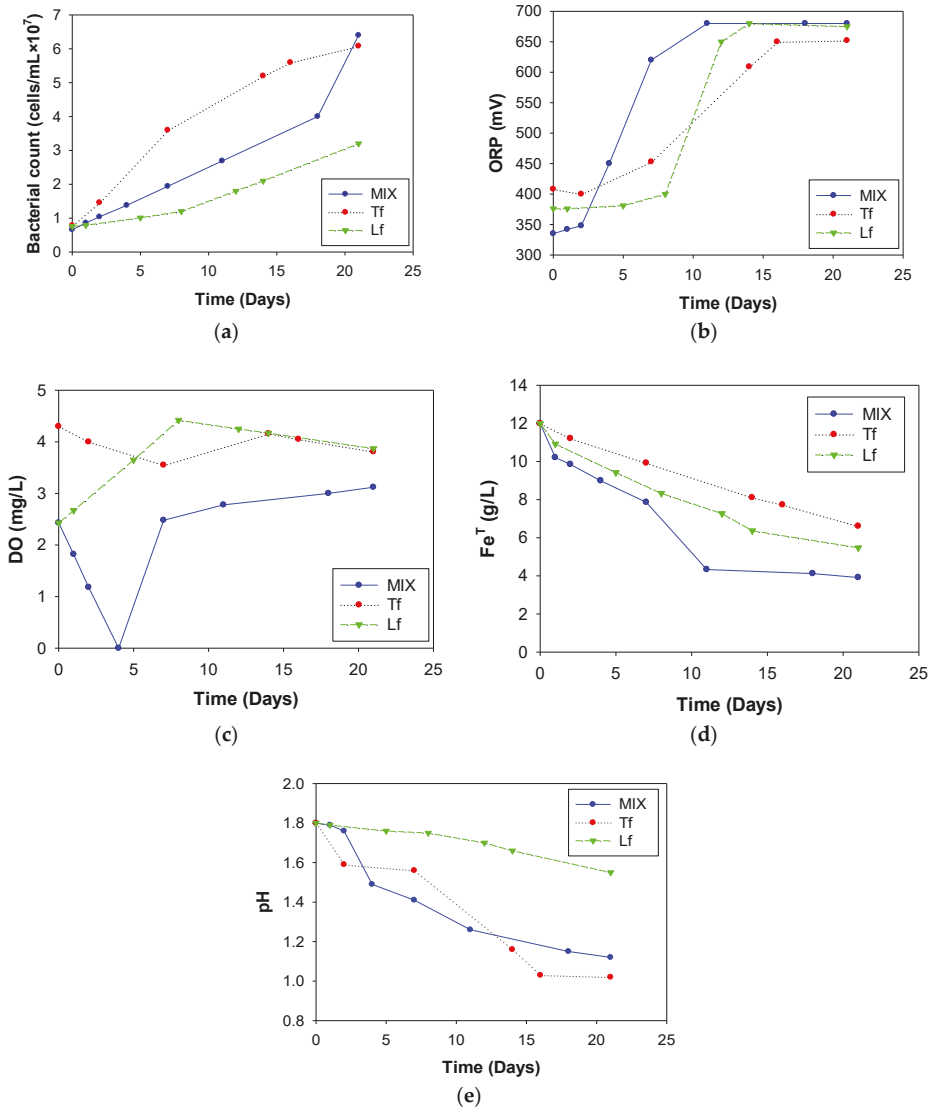 7
6
5
4
3
2
1
0
Bacterial count (cells/mL×10⁷)
MIX
Tf
Lf
0 5 10 15 20 25
Time (Days)
(a)
700
650
600
550
500
450
400
350
300
ORP (mV)
MIX
Tf
Lf
0 5 10 15 20 25
Time (Days)
(b)
5
4
3
2
1
0
DO (mg/L)
MIX
Tf
Lf
0 5 10 15 20 25
Time (Days)
(c)
14
12
10
8
6
4
2
0
Feᵀ (g/L)
MIX
Tf
Lf
0 5 10 15 20 25
Time (Days)
(d)
2.0
1.8
1.6
1.4
1.2
1.0
0.8
pH
MIX
Tf
Lf
0 5 10 15 20 25
Time (Days)
(e)